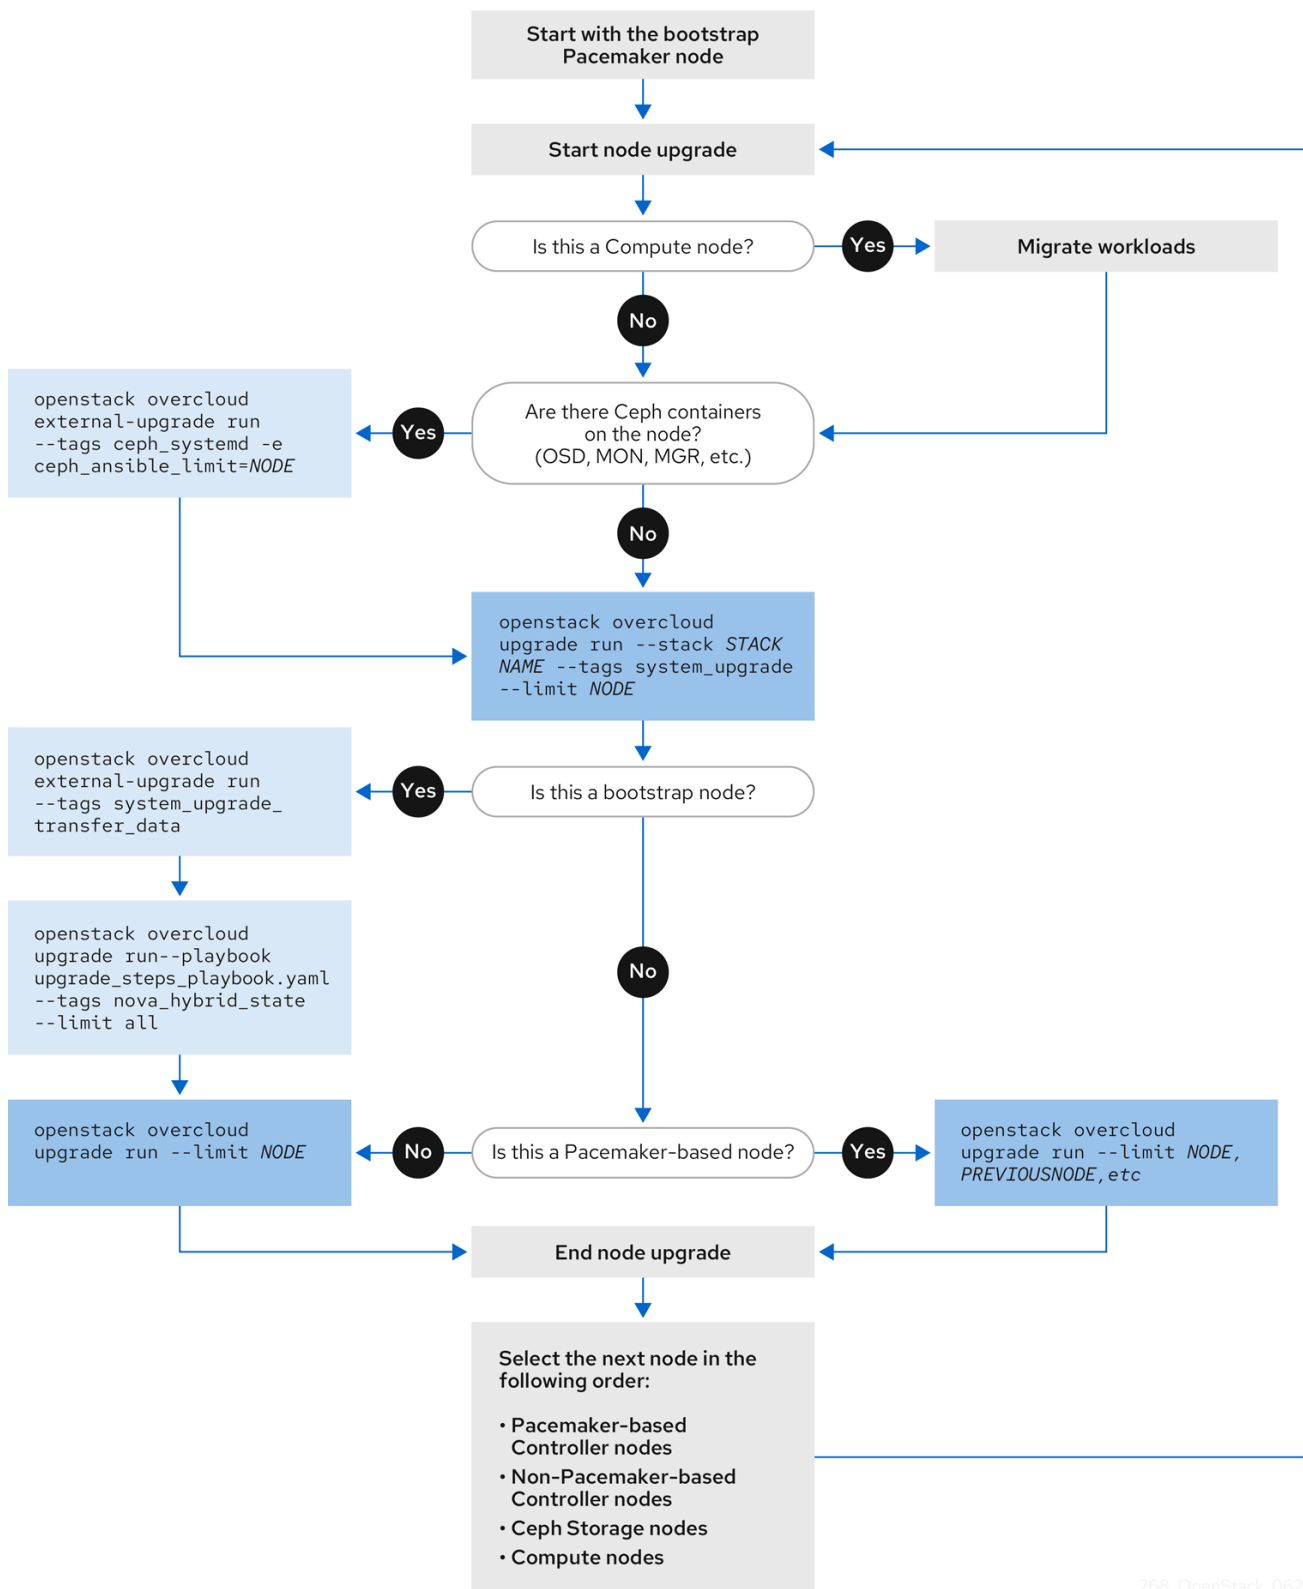 Start with the bootstrap
Pacemaker node
Start node upgrade
Is this a Compute node?
Yes
Migrate workloads
No
openstack overcloud
external-upgrade run
--tags ceph_systemd -e
ceph_ansible_limit=NODE
Yes
Are there Ceph containers
on the node?
(OSD, MON, MGR, etc.)
No
openstack overcloud
upgrade run --stack STACK
NAME --tags system_upgrade
--limit NODE
openstack overcloud
external-upgrade run
--tags system_upgrade_
transfer_data
Yes
Is this a bootstrap node?
openstack overcloud
upgrade run--playbook
upgrade_steps_playbook.yaml
--tags nova_hybrid_state
--limit all
No
openstack overcloud
upgrade run --limit NODE
No
Is this a Pacemaker-based node?
Yes
openstack overcloud
upgrade run --limit NODE,
PREVIOUSNODE,etc
End node upgrade
Select the next node in the
following order:
• Pacemaker-based
Controller nodes
• Non-Pacemaker-based
Controller nodes
• Ceph Storage nodes
• Compute nodes
268_OpenStack_062